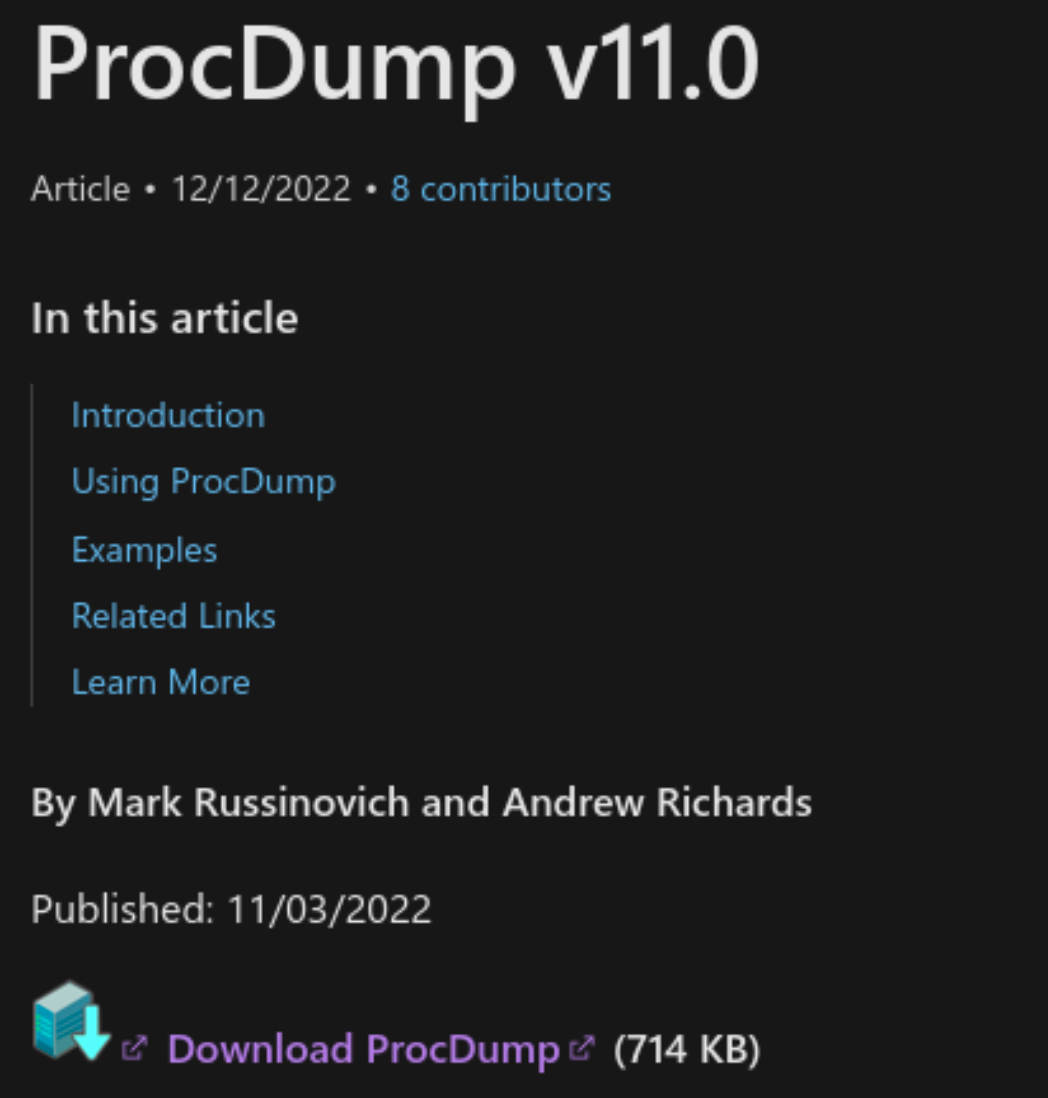 ProcDump v11.0
Article • 12/12/2022 • 8 contributors
In this article
Introduction
Using ProcDump
Examples
Related Links
Learn More
By Mark Russinovich and Andrew Richards
Published: 11/03/2022
Download ProcDump (714 KB)